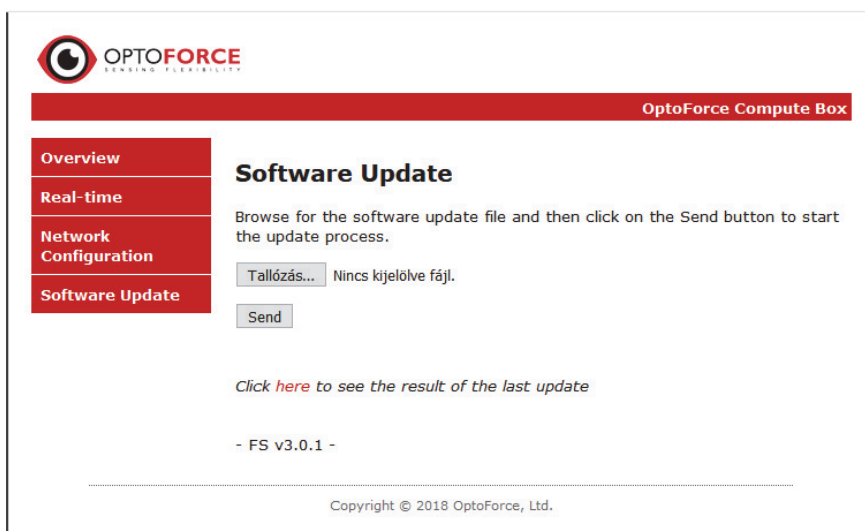 OPTOFORCE
SENSING FLEXIBILITY
OptoForce Compute Box
Overview
Real-time
Network
Configuration
Software Update
Software Update
Browse for the software update file and then click on the Send button to start
the update process.
Tallózás... Nincs kijelölve fájl.
Send
Click here to see the result of the last update
- FS v3.0.1 -
Copyright © 2018 OptoForce, Ltd.